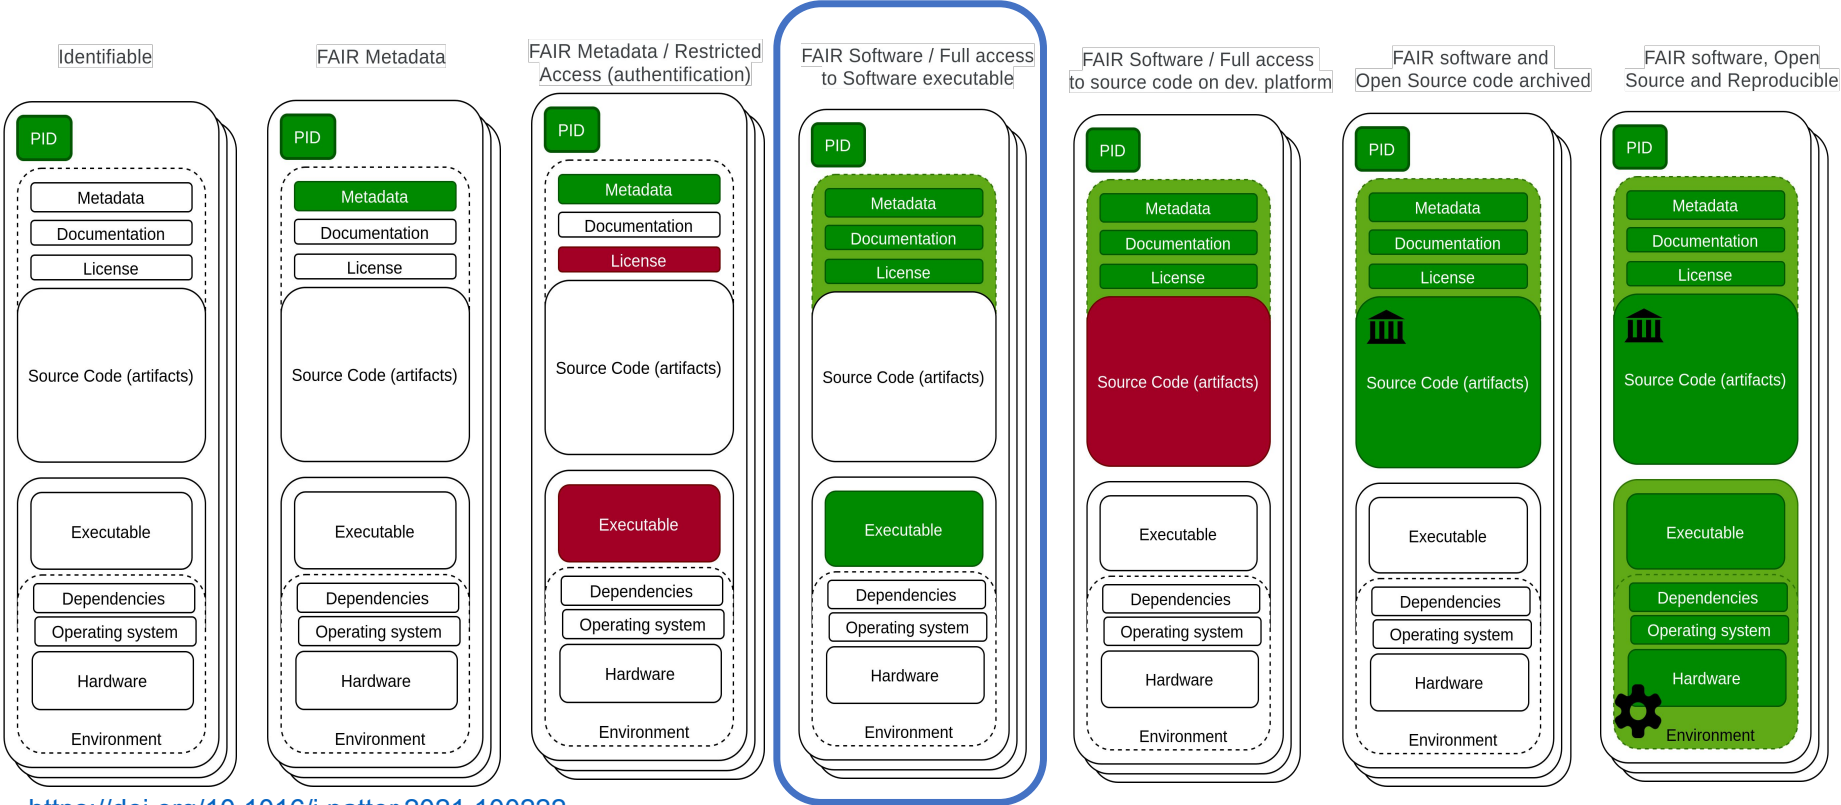 Identifiable
PID
Metadata
Documentation
License
Source Code (artifacts)
Executable
Dependencies
Operating system
Hardware
Environment
FAIR Metadata
PID
Metadata
Documentation
License
Source Code (artifacts)
Executable
Dependencies
Operating system
Hardware
Environment
FAIR Metadata / Restricted
Access (authentification)
PID
Metadata
Documentation
License
Source Code (artifacts)
Executable
Dependencies
Operating system
Hardware
Environment
FAIR Software / Full access
to Software executable
PID
Metadata
Documentation
License
Source Code (artifacts)
Executable
Dependencies
Operating system
Hardware
Environment
FAIR Software / Full access
to source code on dev. platform
PID
Metadata
Documentation
License
Source Code (artifacts)
Executable
Dependencies
Operating system
Hardware
Environment
FAIR software and
Open Source code archived
PID
Metadata
Documentation
License
Source Code (artifacts)
Executable
Dependencies
Operating system
Hardware
Environment
FAIR software, Open
Source and Reproducible
PID
Metadata
Documentation
License
Source Code (artifacts)
Executable
Dependencies
Operating system
Hardware
Environment